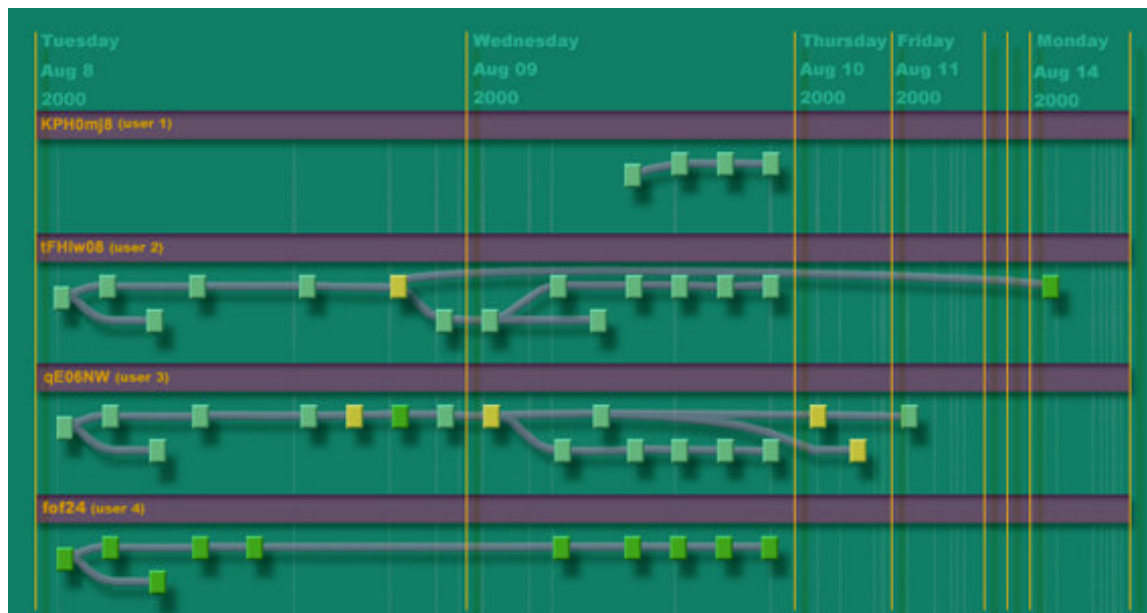 Tuesday
Aug 8
2000
Wednesday
Aug 09
2000
Thursday
Aug 10
2000
Friday
Aug 11
2000
Monday
Aug 14
2000
KPH0mj8 (user 1)
tFHIw08 (user 2)
qE06NW (user 3)
fof24 (user 4)